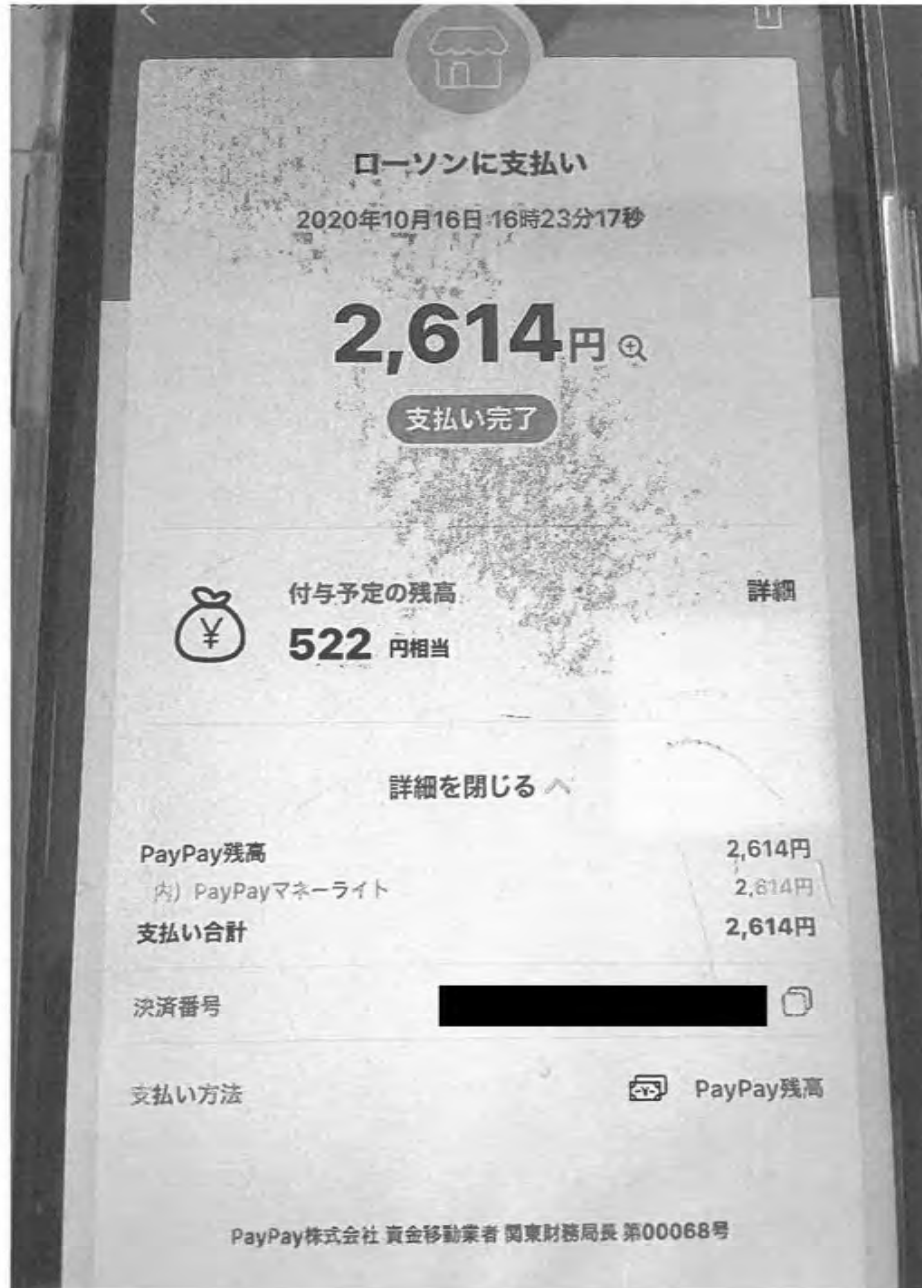 ローソンに支払い
2020年10月16日 16時23分17秒
2,614円
支払い完了
付与予定の残高 詳細
522 円相当
詳細を閉じる
PayPay残高 2,614円
内）PayPayマネーライト 2,614円
支払い合計 2,614円
決済番号
支払い方法 PayPay残高
PayPay株式会社 資金移動業者 関東財務局長 第00068号